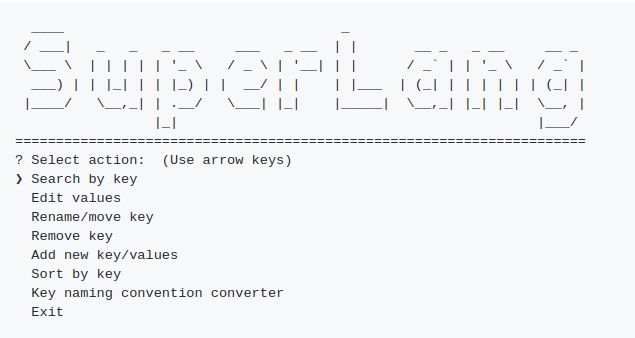 SuperLang
======================================================================
? Select action:  (Use arrow keys)
❯ Search by key
  Edit values
  Rename/move key
  Remove key
  Add new key/values
  Sort by key
  Key naming convention converter
  Exit